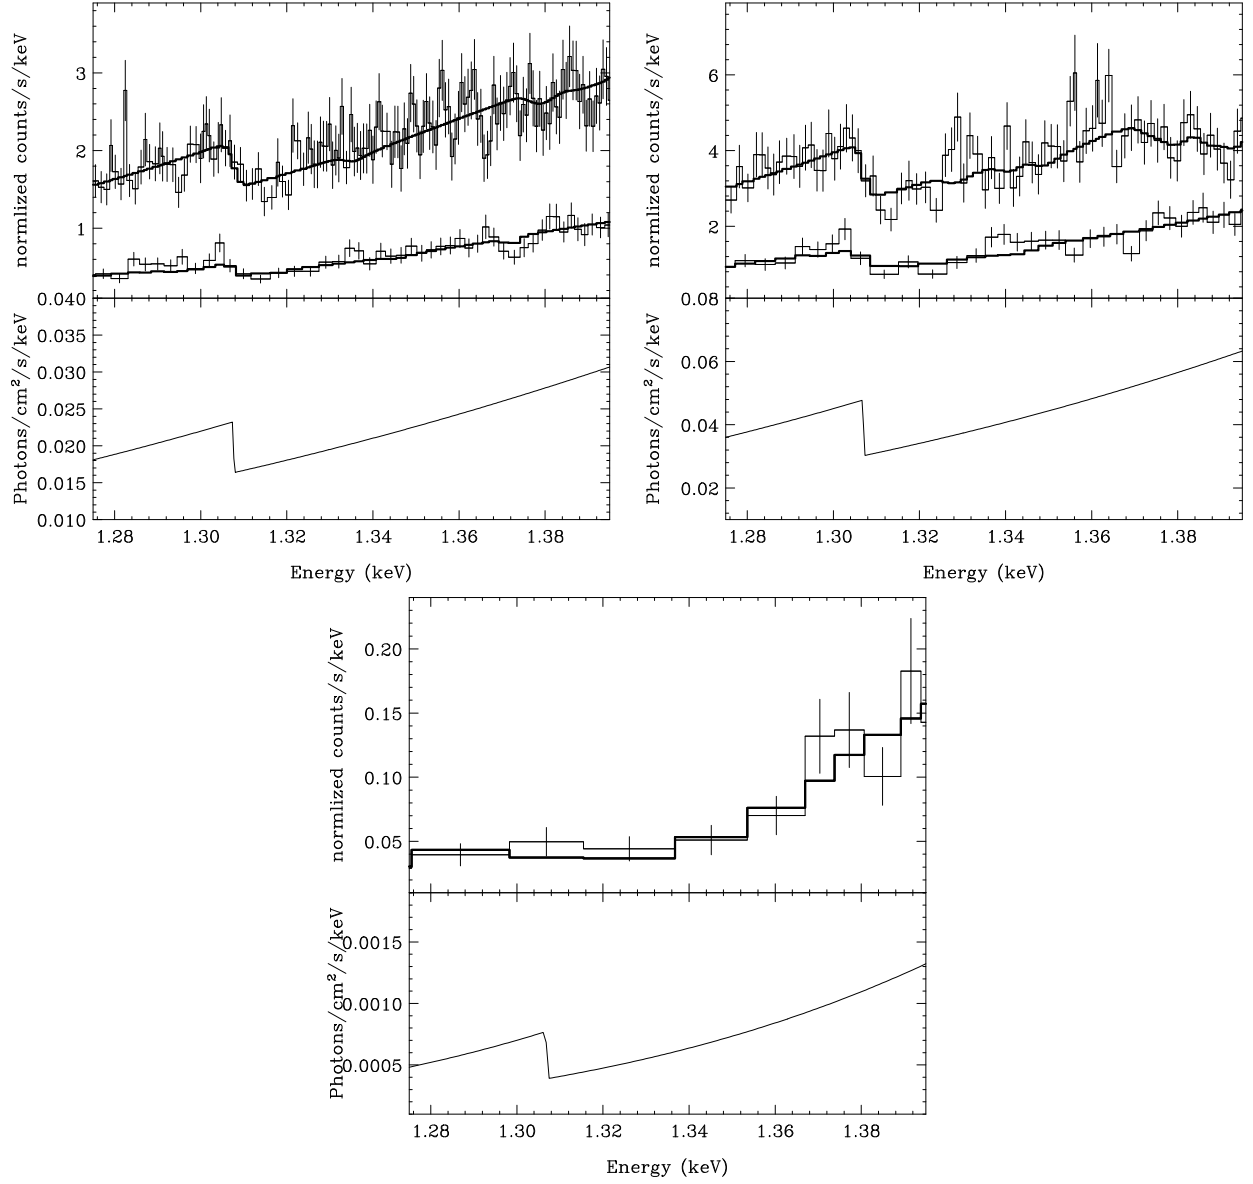 normlized counts/s/keV
3
2
1
Photons/cm²/s/keV
0.040
0.035
0.030
0.025
0.020
0.015
0.010
1.28 1.30 1.32 1.34 1.36 1.38
Energy (keV)
normlized counts/s/keV
6
4
2
Photons/cm²/s/keV
0.08
0.06
0.04
0.02
1.28 1.30 1.32 1.34 1.36 1.38
Energy (keV)
normlized counts/s/keV
0.20
0.15
0.10
0.05
Photons/cm²/s/keV
0.0015
0.0010
0.0005
1.28 1.30 1.32 1.34 1.36 1.38
Energy (keV)